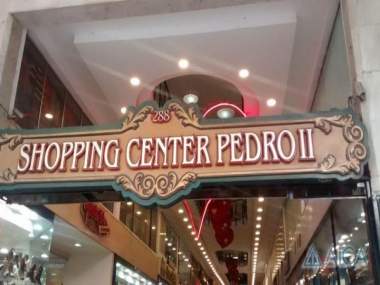 288
SHOPPING CENTER PEDRO II